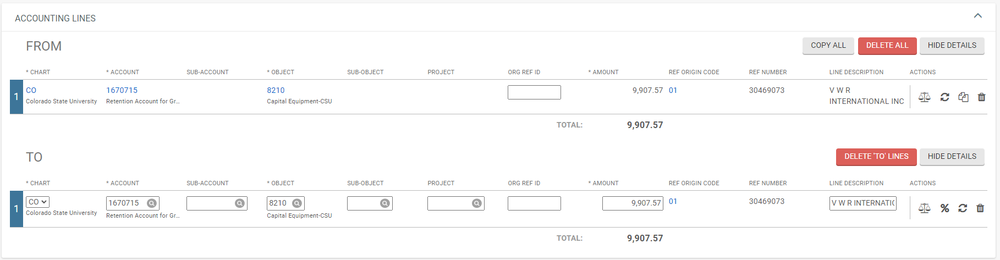 ACCOUNTING LINES
FROM
COPY ALL DELETE ALL HIDE DETAILS
* CHART * ACCOUNT SUB-ACCOUNT * OBJECT SUB-OBJECT PROJECT ORG REF ID * AMOUNT REF ORIGIN CODE REF NUMBER LINE DESCRIPTION ACTIONS
1 CO 1670715 8210 9,907.57 01 30469073 V W R
Colorado State University Retention Account for Gr... Capital Equipment-CSU INTERNATIONAL INC
TOTAL: 9,907.57
TO
DELETE 'TO' LINES HIDE DETAILS
* CHART * ACCOUNT SUB-ACCOUNT * OBJECT SUB-OBJECT PROJECT ORG REF ID * AMOUNT REF ORIGIN CODE REF NUMBER LINE DESCRIPTION ACTIONS
1 CO 1670715 8210 9,907.57 01 30469073 V W R INTERNATIO
Colorado State University Retention Account for Gr... Capital Equipment-CSU
TOTAL: 9,907.57